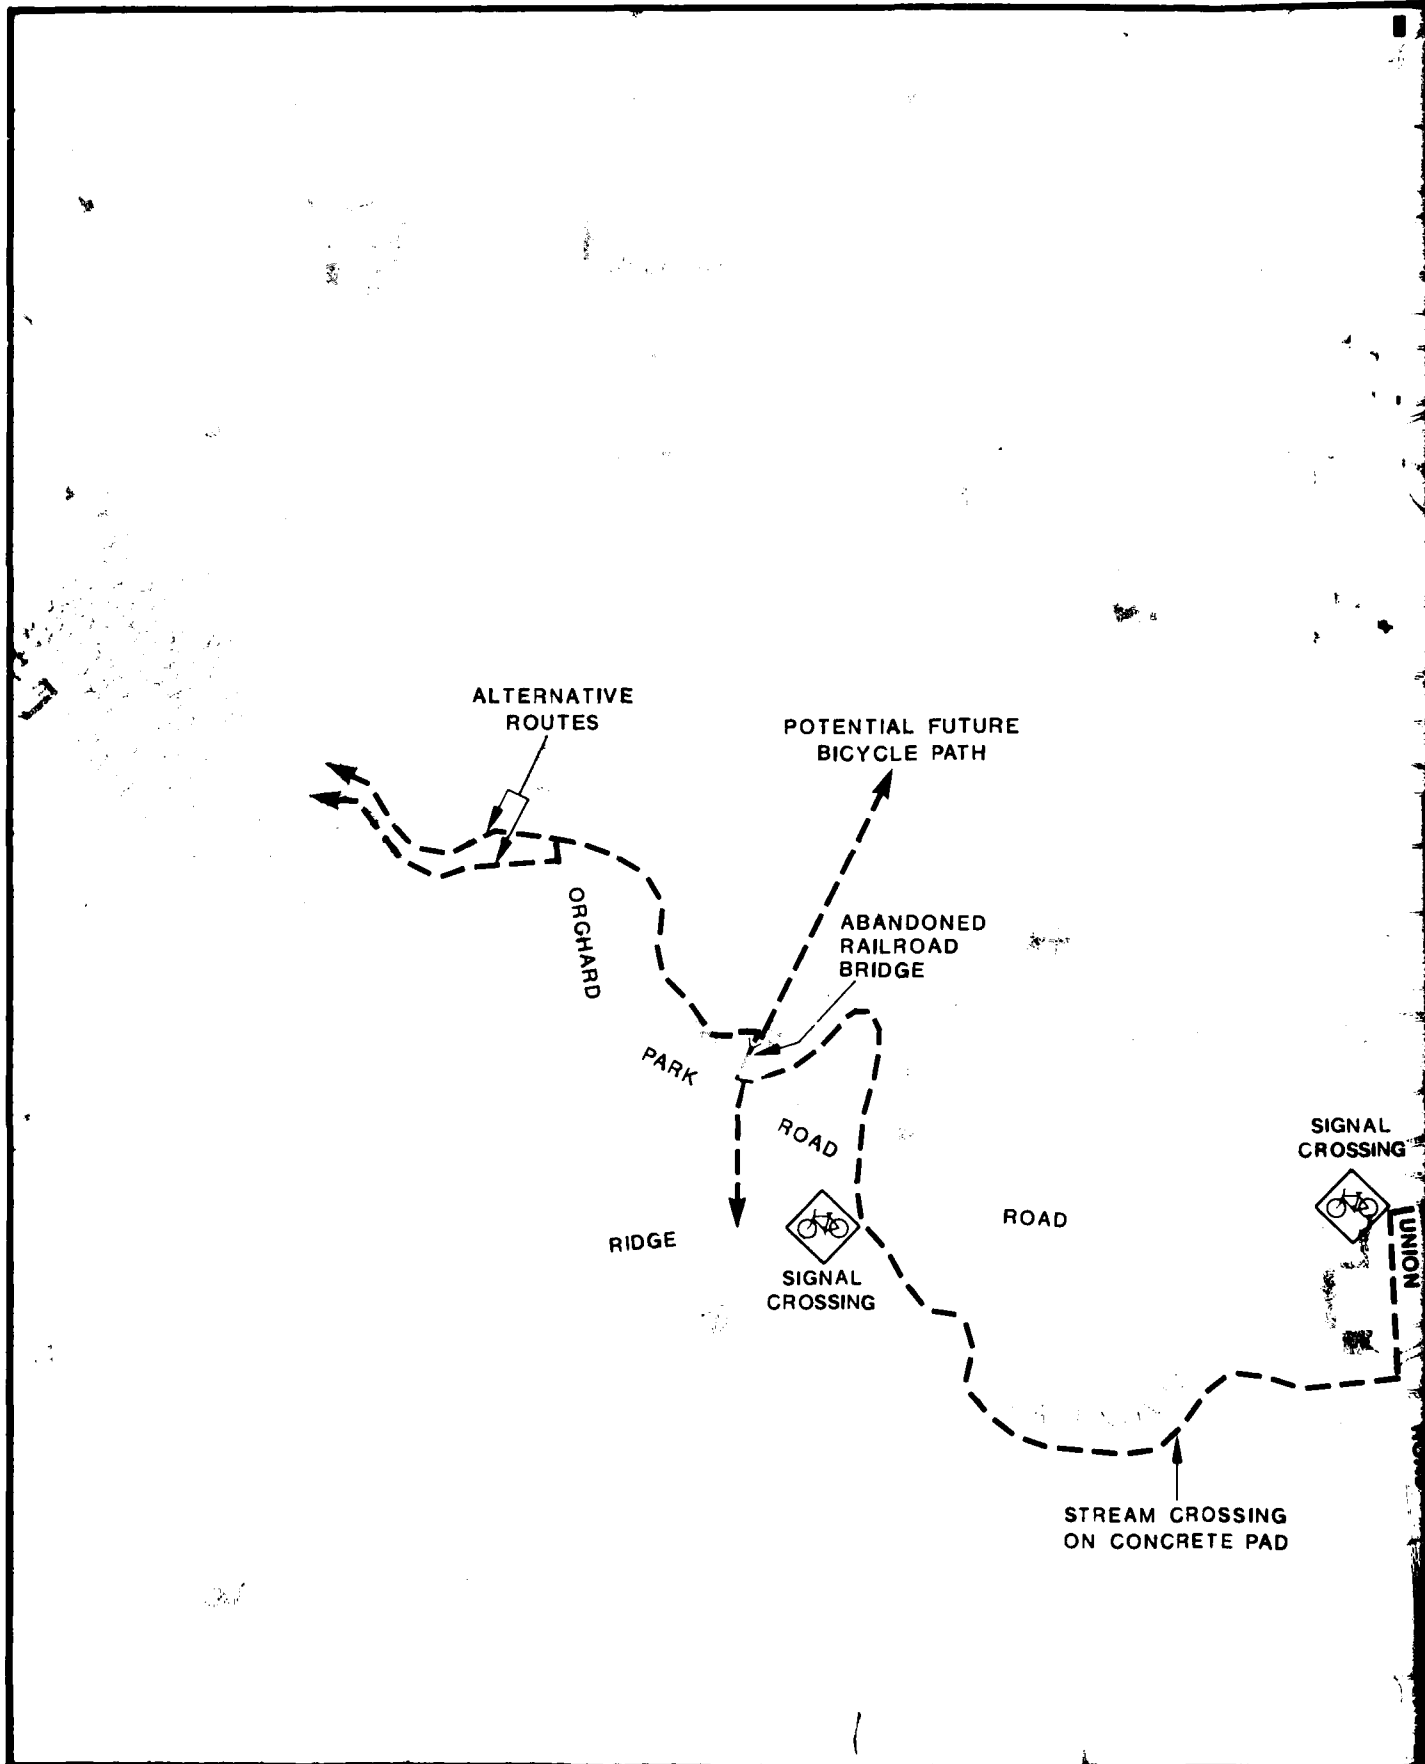 ALTERNATIVE
ROUTES
POTENTIAL FUTURE
BICYCLE PATH
ORCHARD
ABANDONED
RAILROAD
BRIDGE
PARK
ROAD
SIGNAL
CROSSING
ROAD
UNION
RIDGE
SIGNAL
CROSSING
STREAM CROSSING
ON CONCRETE PAD